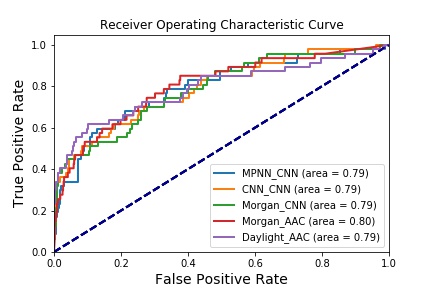 Receiver Operating Characteristic Curve
True Positive Rate
1.0
0.8
0.6
0.4
0.2
0.0
MPNN_CNN (area = 0.79)
CNN_CNN (area = 0.79)
Morgan_CNN (area = 0.79)
Morgan_AAC (area = 0.80)
Daylight_AAC (area = 0.79)
0.0 0.2 0.4 0.6 0.8 1.0
False Positive Rate